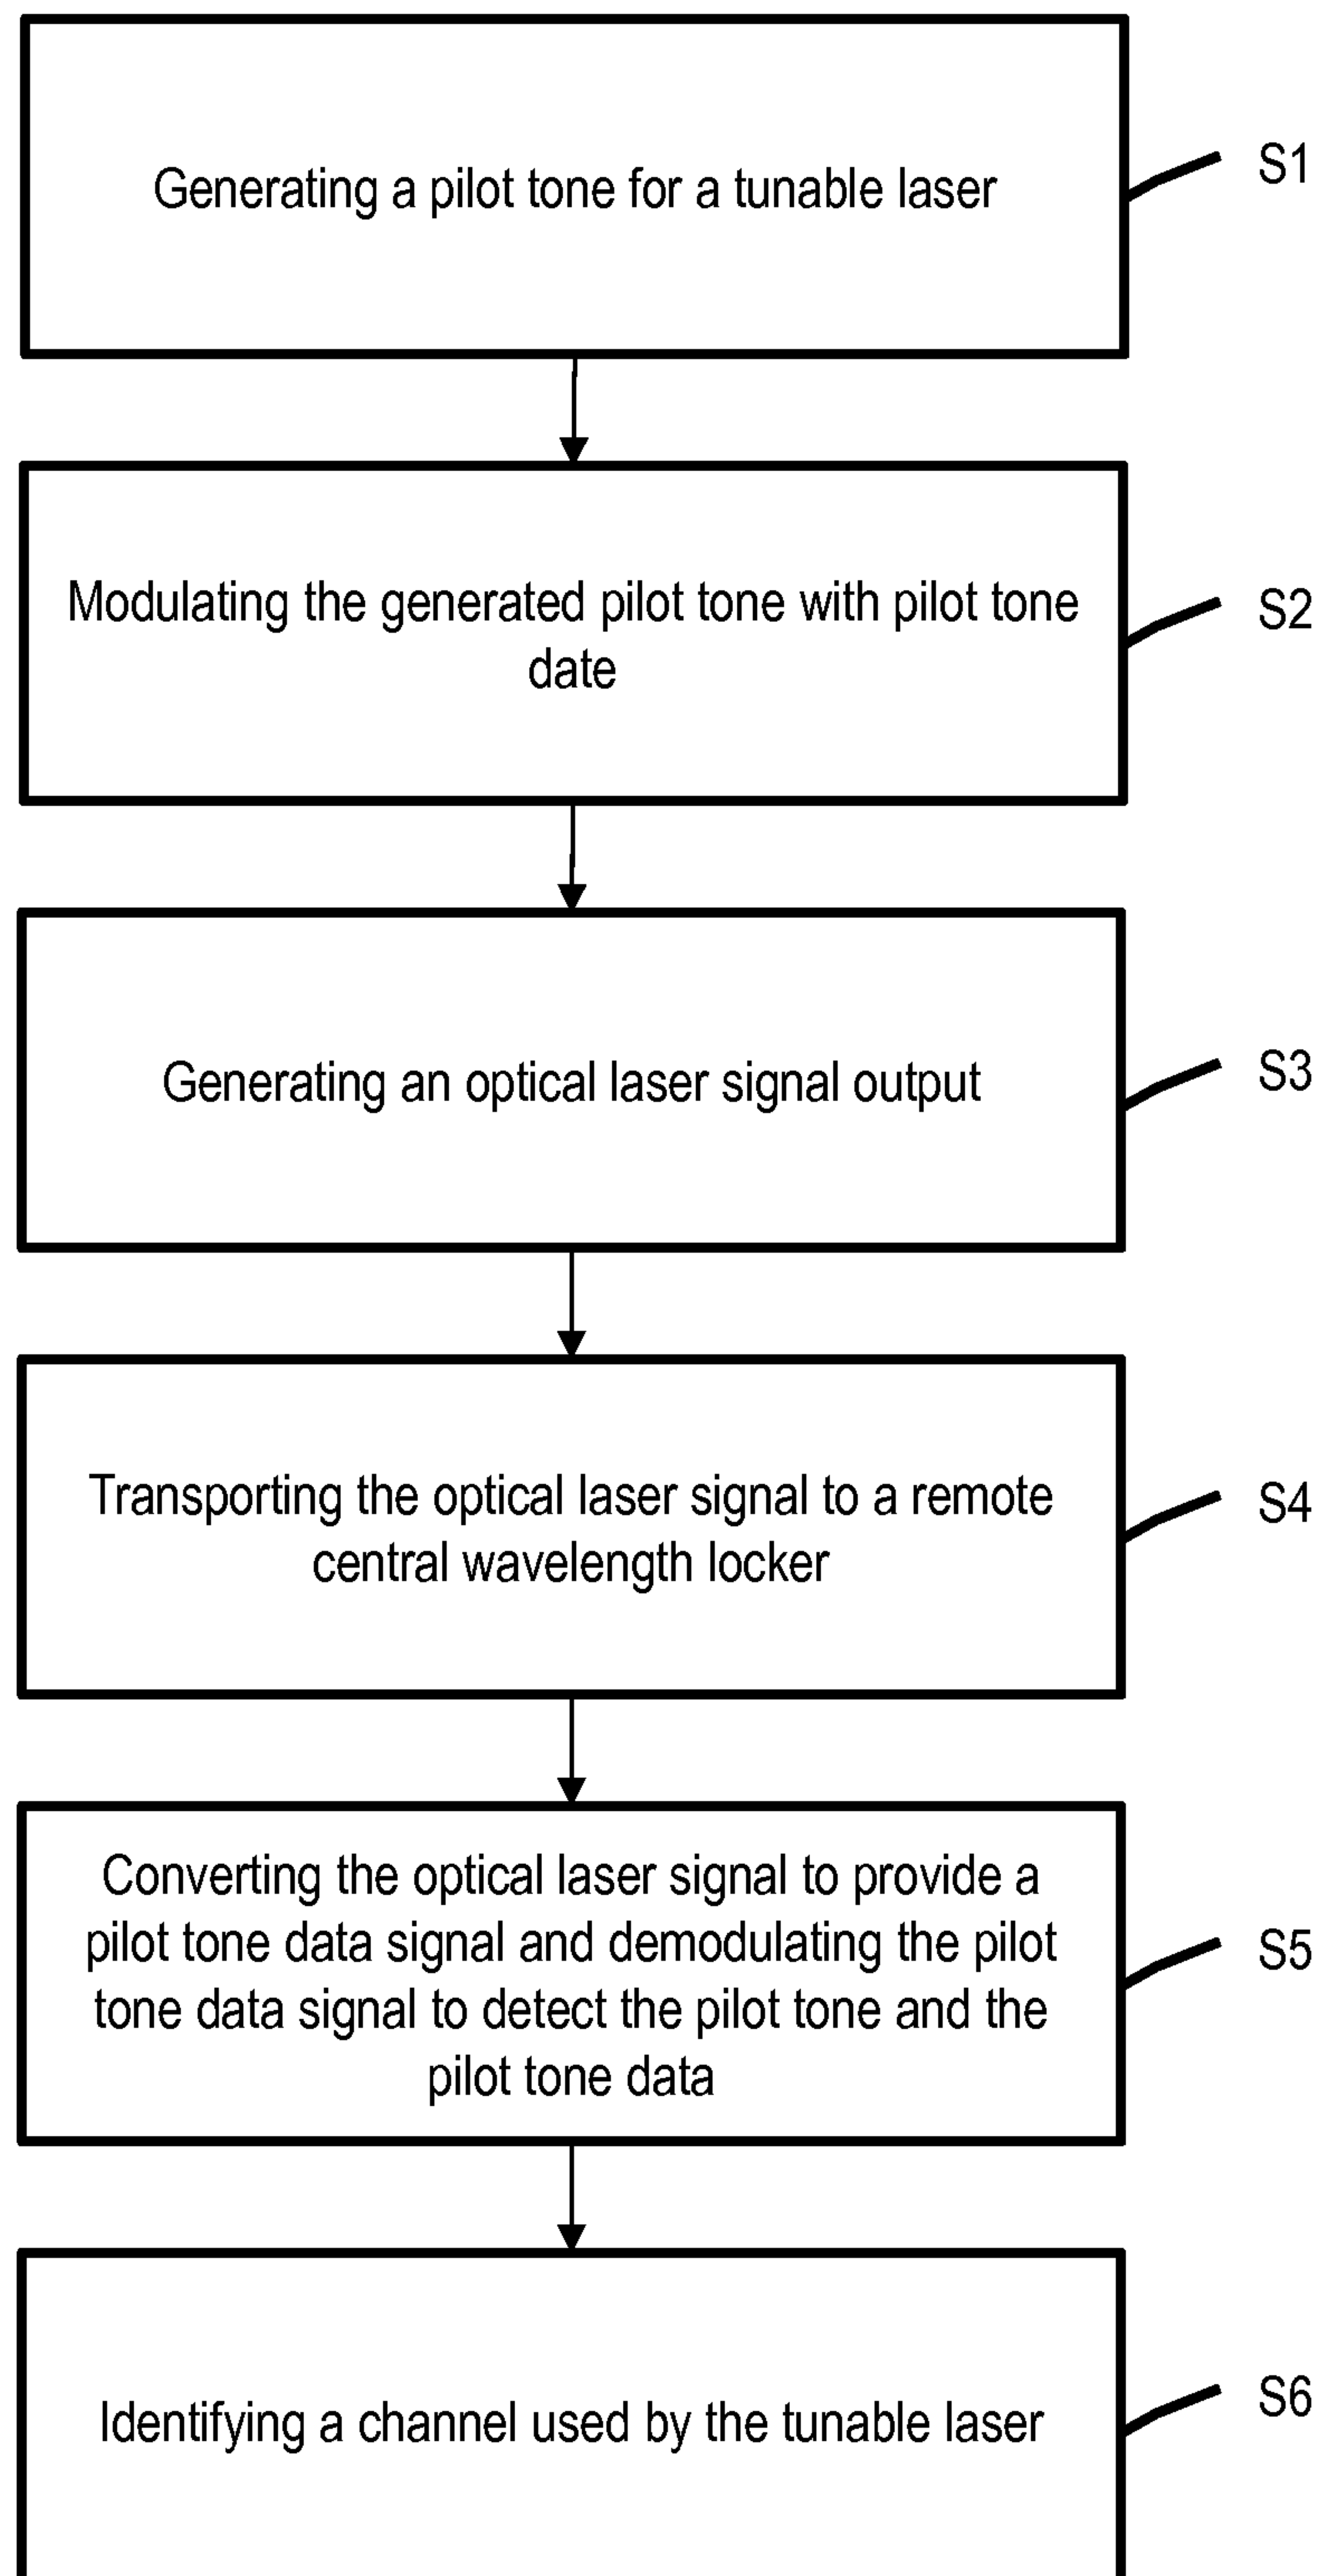 Generating a pilot tone for a tunable laser
S1
Modulating the generated pilot tone with pilot tone
date
S2
Generating an optical laser signal output
S3
Transporting the optical laser signal to a remote
central wavelength locker
S4
Converting the optical laser signal to provide a
pilot tone data signal and demodulating the pilot
tone data signal to detect the pilot tone and the
pilot tone data
S5
Identifying a channel used by the tunable laser
S6